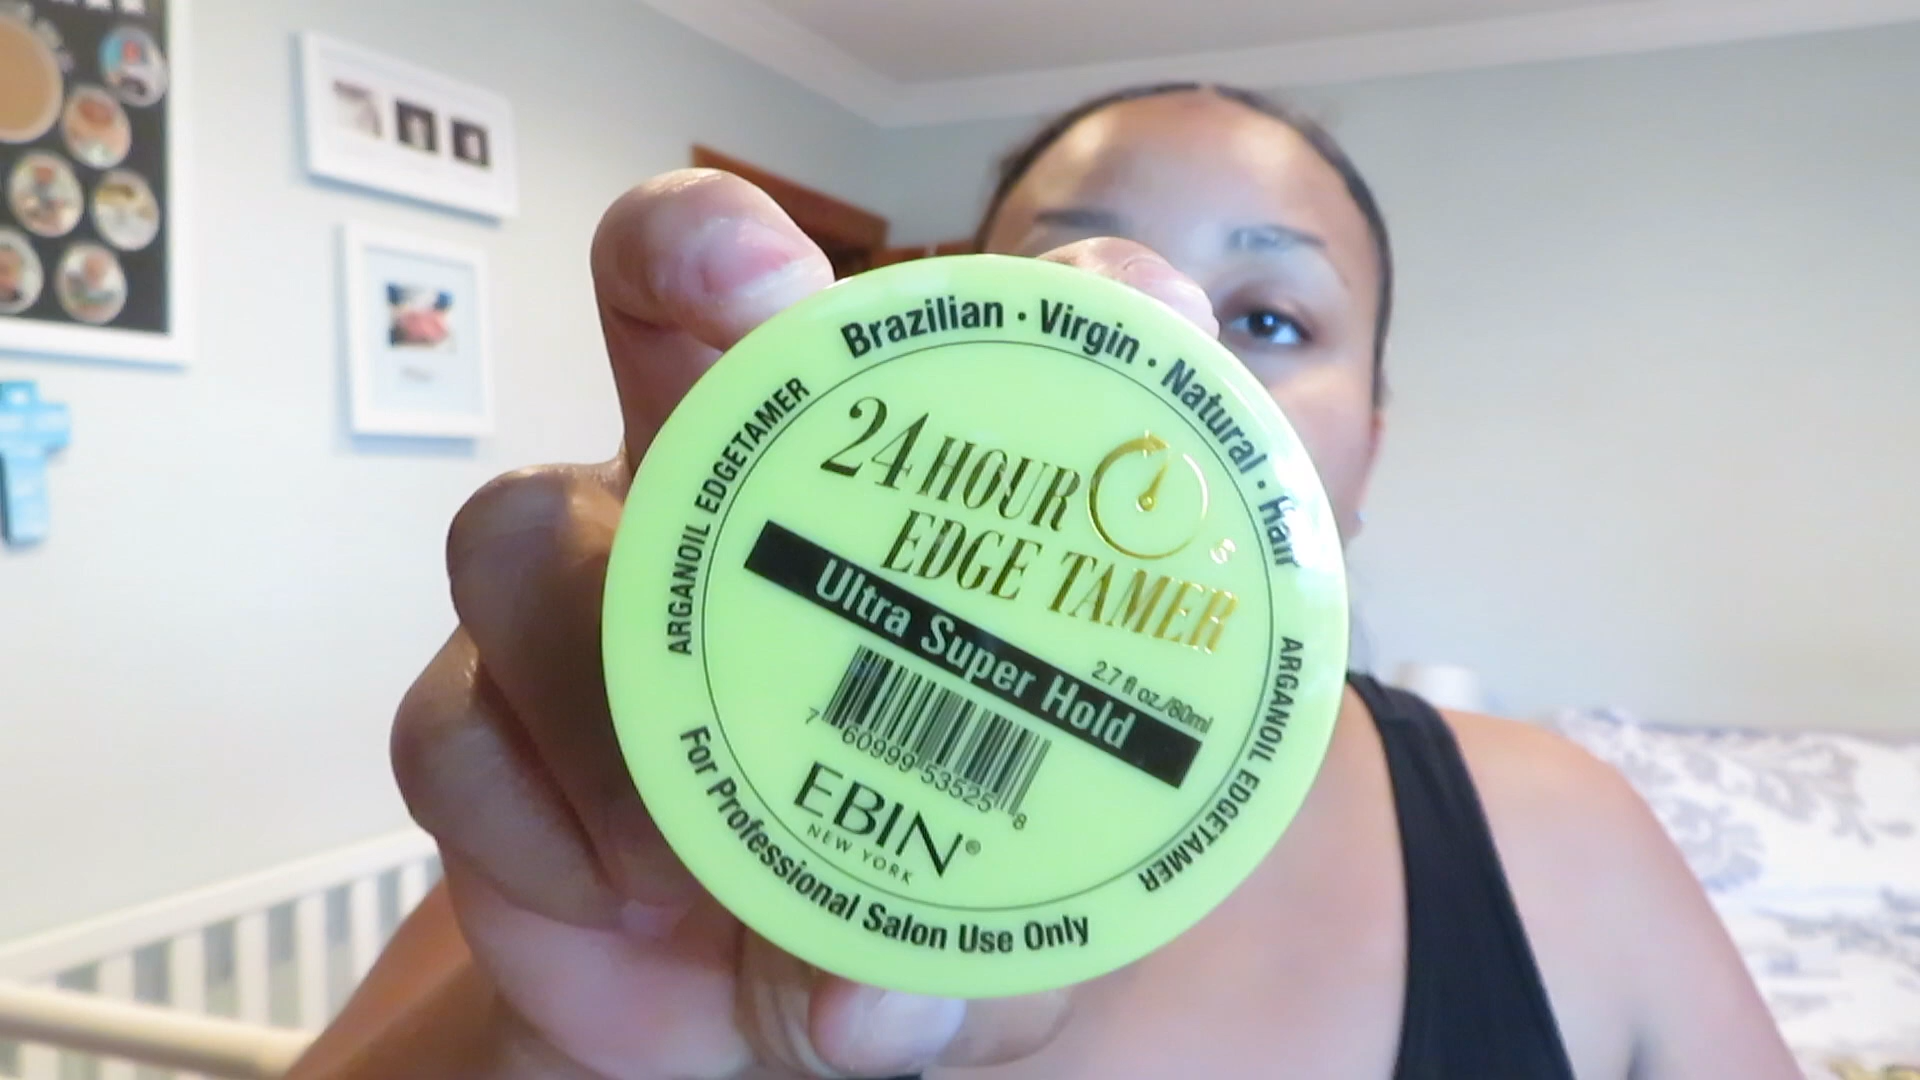 Brazilian • Virgin • Natural • Hair
ARGANOIL EDGETAMER
24 HOUR
EDGE TAMER
Ultra Super Hold
2.7 fl oz./80ml
7 60999 53525 8
EBIN®
NEW YORK
ARGANOIL EDGETAMER
For Professional Salon Use Only